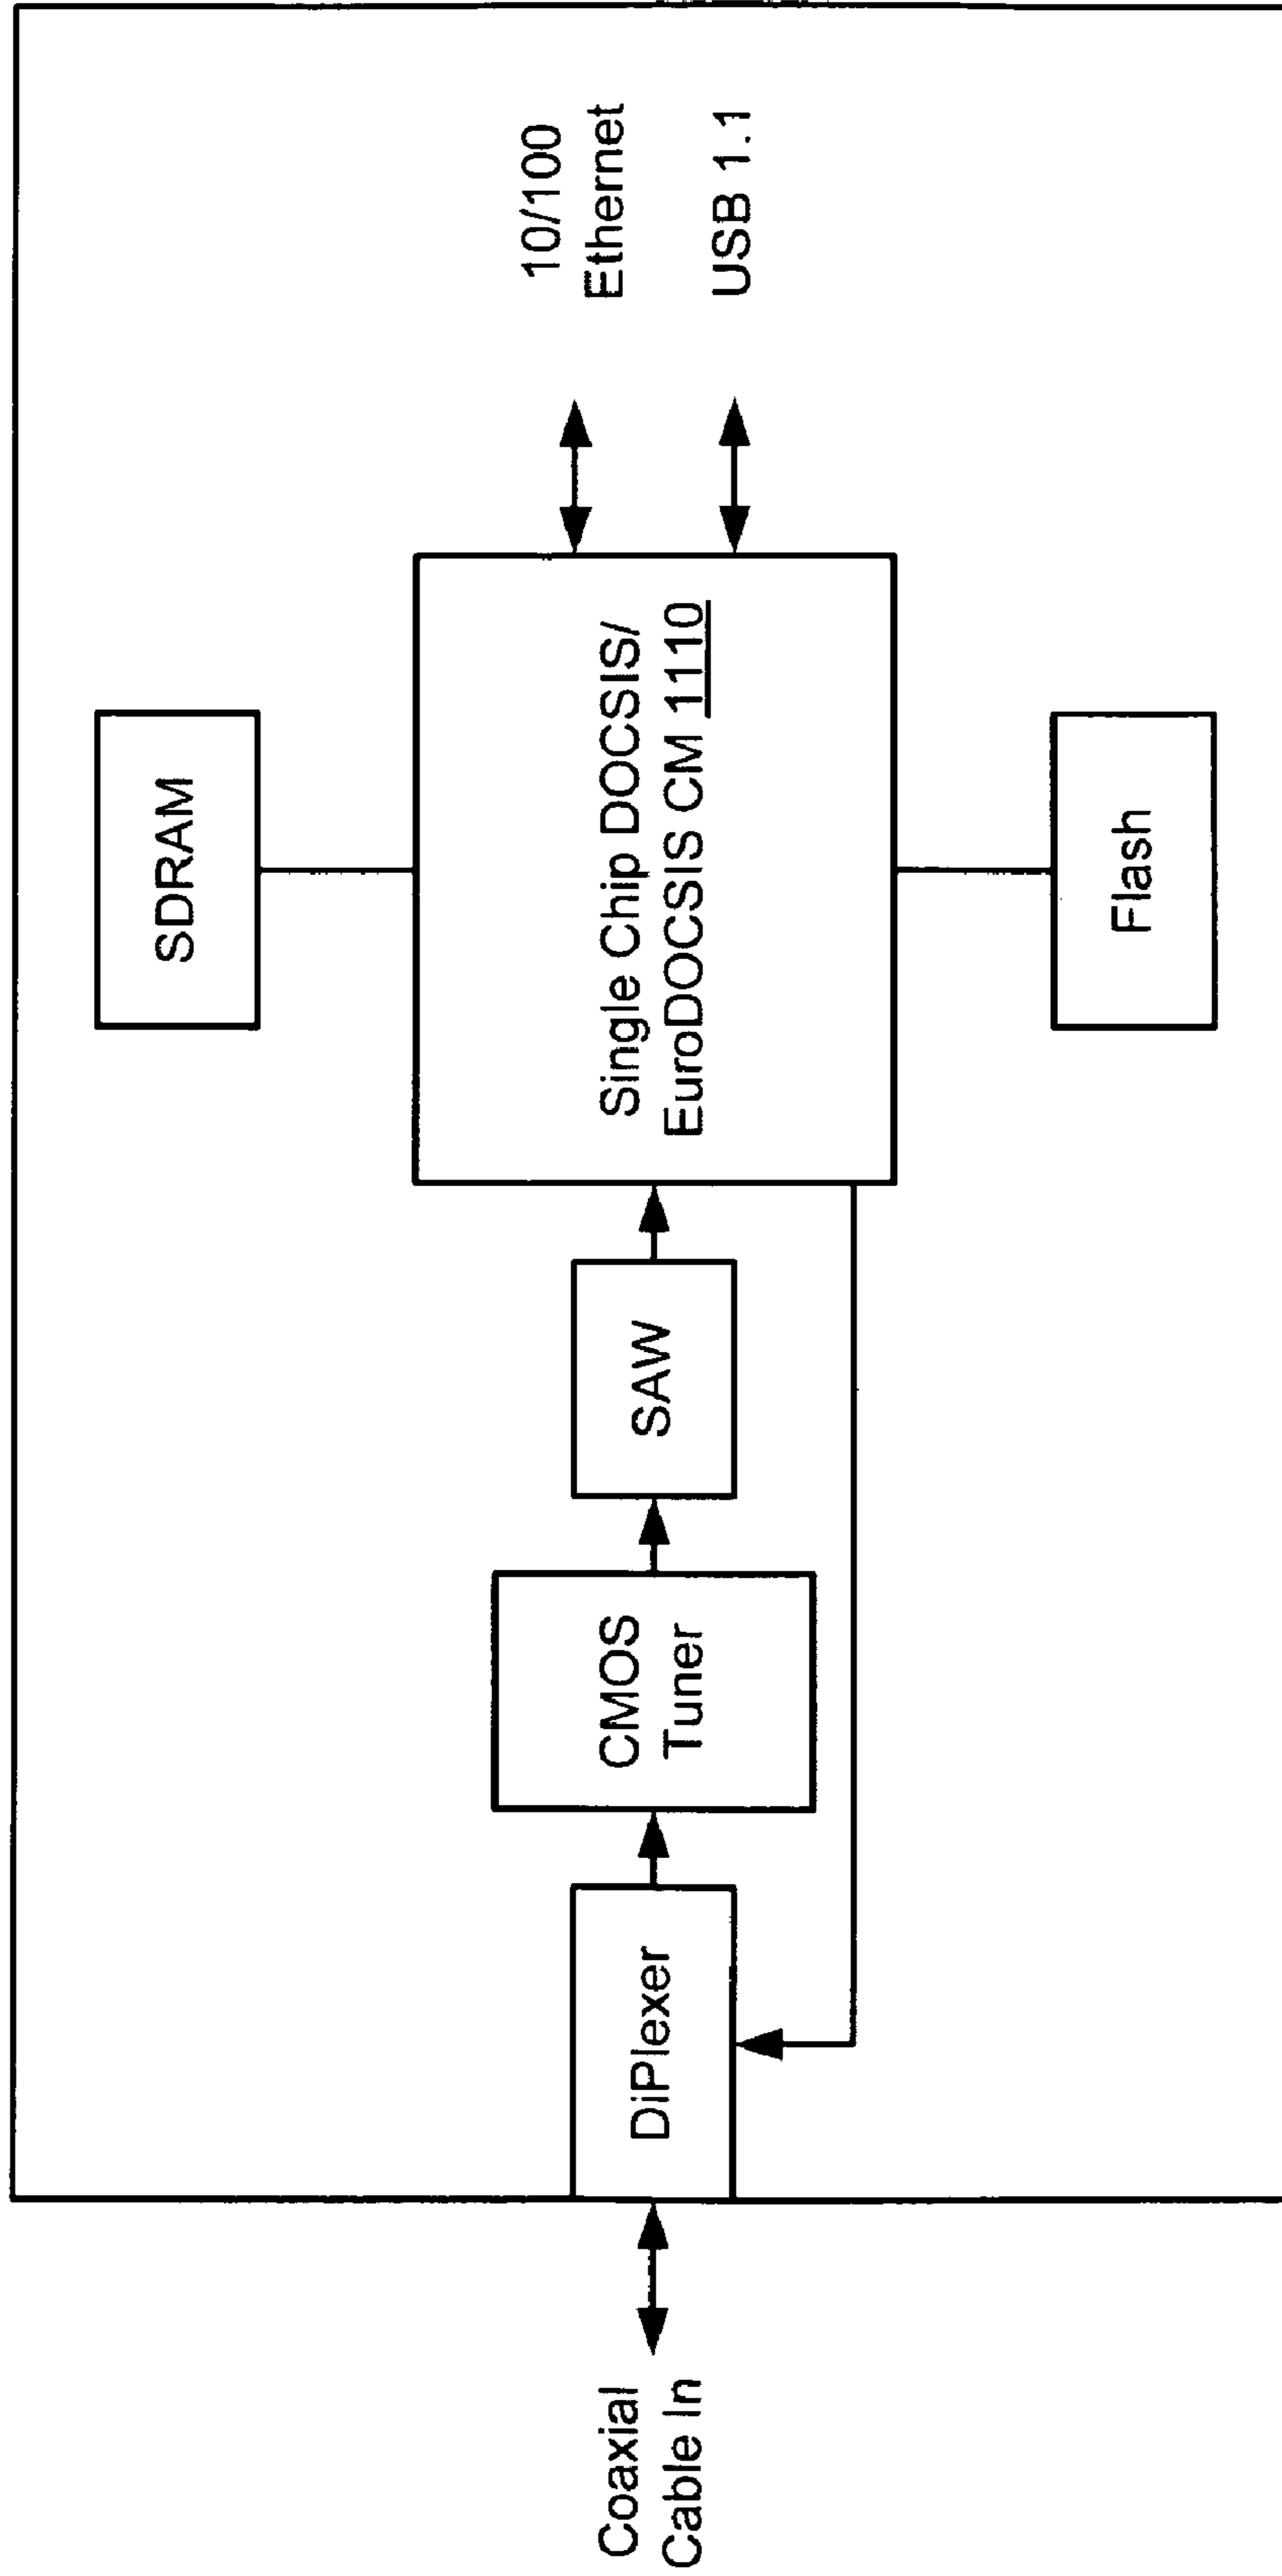 SDRAM
Coaxial
Cable In
DiPlexer
CMOS
Tuner
SAW
Single Chip DOCSIS/
EuroDOCSIS CM 1110
10/100
Ethernet
USB 1.1
Flash